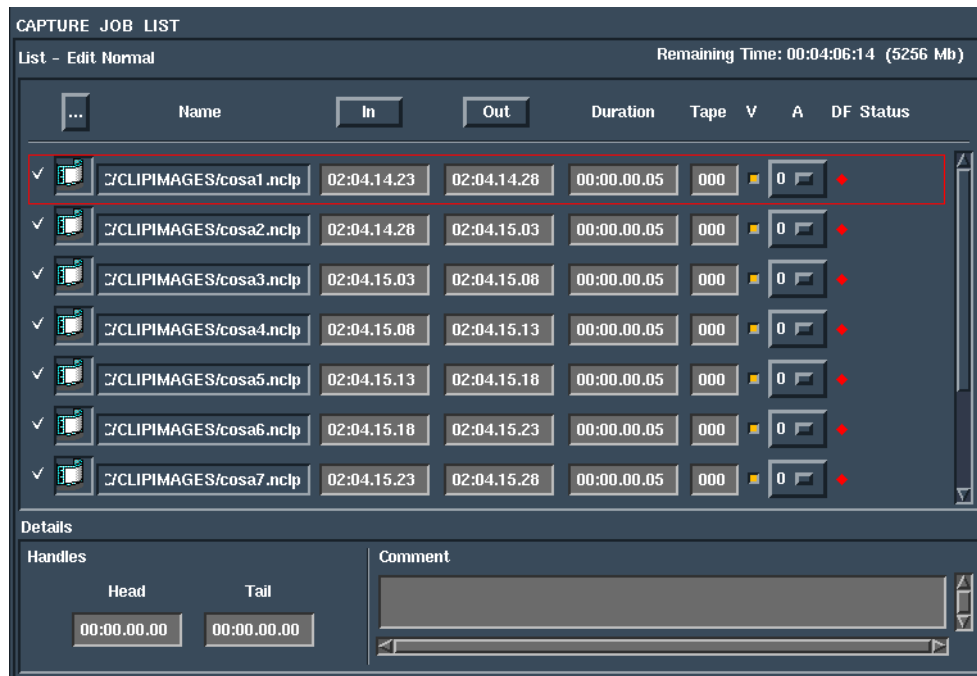 CAPTURE JOB LIST
List - Edit Normal Remaining Time: 00:04:06:14 (5256 Mb)
... Name In Out Duration Tape V A DF Status
/CLIPIMAGES/cosa1.nclp 02:04.14.23 02:04.14.28 00:00.00.05 000 0
/CLIPIMAGES/cosa2.nclp 02:04.14.28 02:04.15.03 00:00.00.05 000 0
/CLIPIMAGES/cosa3.nclp 02:04.15.03 02:04.15.08 00:00.00.05 000 0
/CLIPIMAGES/cosa4.nclp 02:04.15.08 02:04.15.13 00:00.00.05 000 0
/CLIPIMAGES/cosa5.nclp 02:04.15.13 02:04.15.18 00:00.00.05 000 0
/CLIPIMAGES/cosa6.nclp 02:04.15.18 02:04.15.23 00:00.00.05 000 0
/CLIPIMAGES/cosa7.nclp 02:04.15.23 02:04.15.28 00:00.00.05 000 0
Details
Handles
Head Tail
00:00.00.00 00:00.00.00
Comment